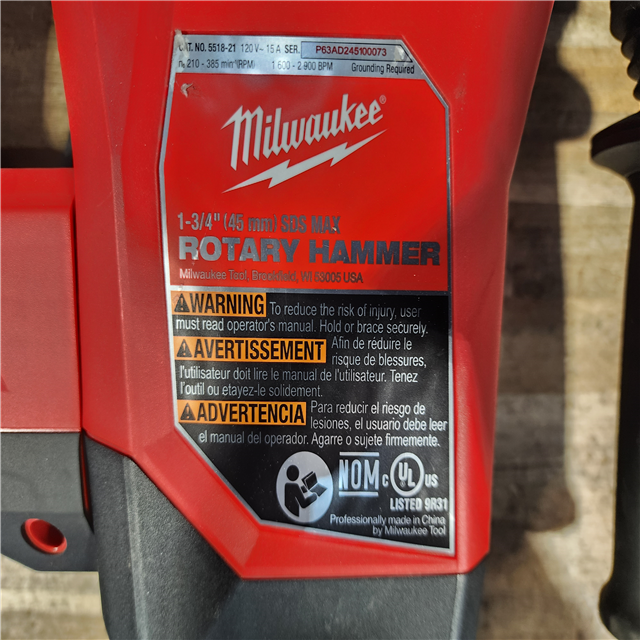 CAT. NO. 5518-21 120 V~ 15 A SER. P63AD245100073
n₀ 210 - 385 min⁻¹(RPM) 1 600 - 2 900 BPM Grounding Required
Milwaukee®
1-3/4" (45 mm) SDS MAX
ROTARY HAMMER
Milwaukee Tool, Brookfield, WI 53005 USA
WARNING To reduce the risk of injury, user
must read operator's manual. Hold or brace securely.
AVERTISSEMENT Afin de réduire le
risque de blessures,
l'utilisateur doit lire le manuel de l'utilisateur. Tenez
l'outil ou etayez-le solidement.
ADVERTENCIA Para reducir el riesgo de
lesiones, el usuario debe leer
el manual del operador. Agarre o sujete firmemente.
NOM c UL US
LISTED 9R31
Professionally made in China
by Milwaukee Tool